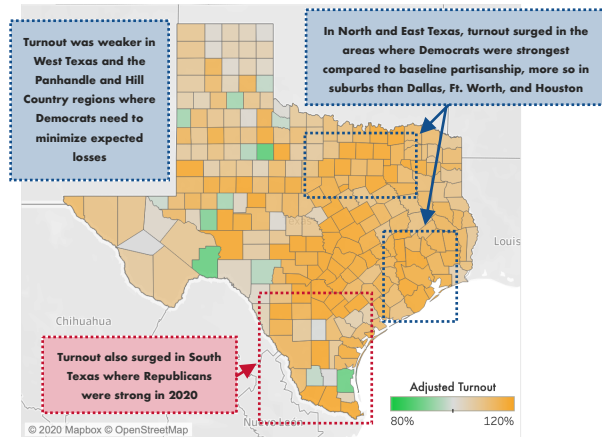 Turnout was weaker in
West Texas and the
Panhandle and Hill
Country regions where
Democrats need to
minimize expected
losses
In North and East Texas, turnout surged in the
areas where Democrats were strongest
compared to baseline partisanship, more so in
suburbs than Dallas, Ft. Worth, and Houston
Louis
Chihuahua
Turnout also surged in South
Texas where Republicans
were strong in 2020
Nuevo León
Adjusted Turnout
80%
120%
© 2020 Mapbox © OpenStreetMap